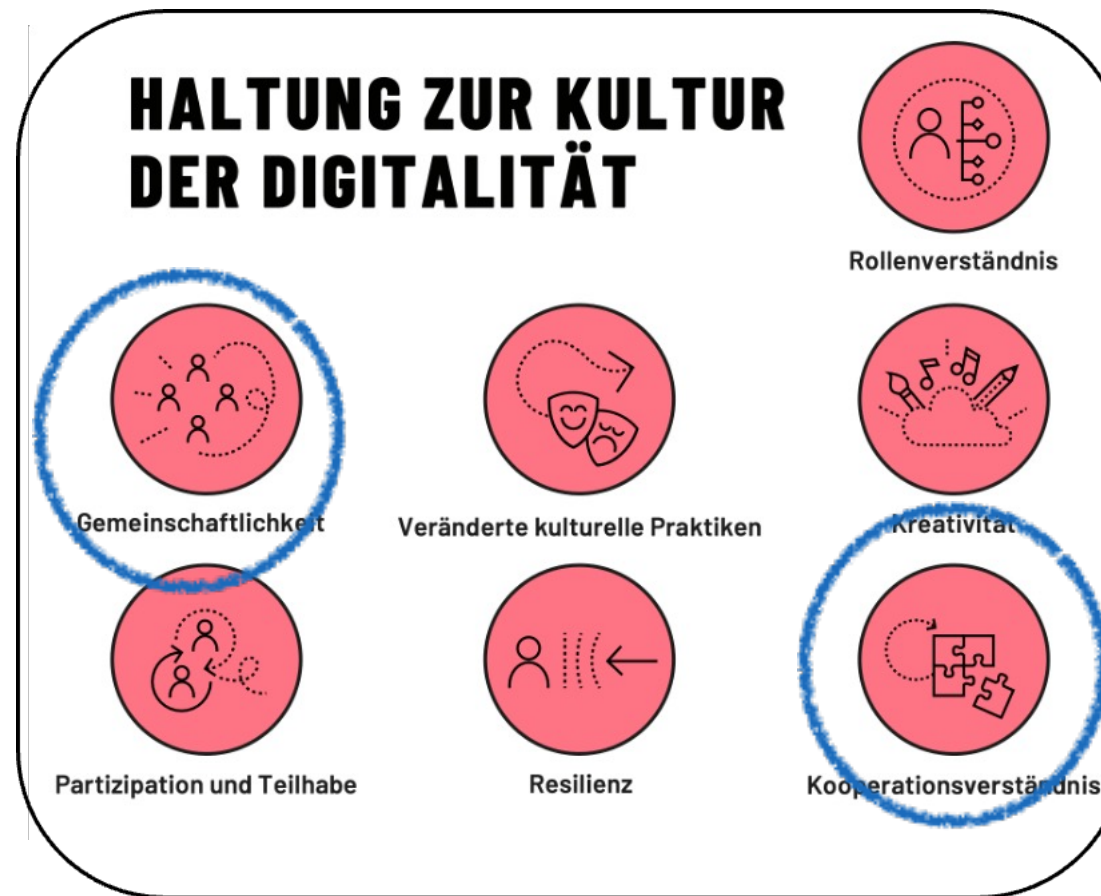 HALTUNG ZUR KULTUR
DER DIGITALITÄT
Rollenverständnis
Gemeinschaftlichkeit
Veränderte kulturelle Praktiken
Kreativität
Partizipation und Teilhabe
Resilienz
Kooperationsverständnis